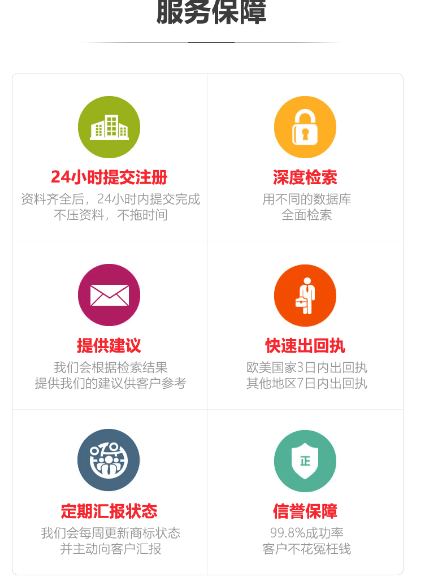 服务保障
24小时提交注册
资料齐全后，24小时内提交完成
不压资料，不拖时间
深度检索
用不同的数据库
全面检索
提供建议
我们会根据检索结果
提供我们的建议供客户参考
快速出回执
欧美国家3日内出回执
其他地区7日内出回执
定期汇报状态
我们会每周更新商标状态
并主动向客户汇报
正
信誉保障
99.8%成功率
客户不花冤枉钱